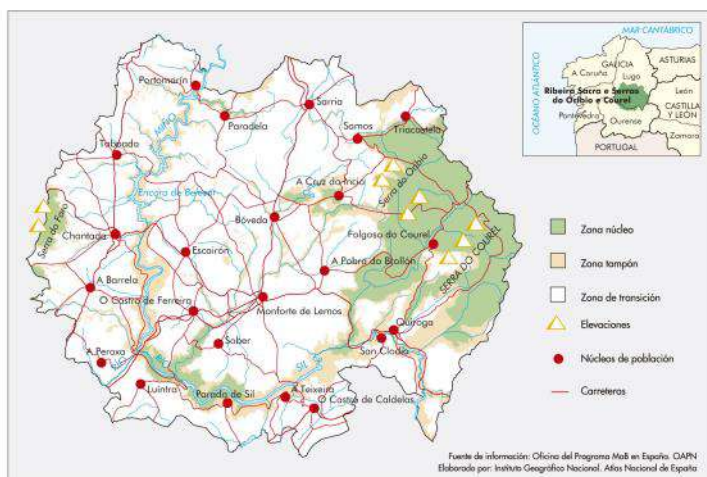 MAR CANTÁBRICO
OCÉANO ATLÁNTICO
GALICIA
A Coruña
Lugo
ASTURIAS
León
Ribeira Sacra e Serras
do Oribio e Courel
CASTILLA
Y LEÓN
Pontevedra
Ourense
Zamora
PORTUGAL
Portomarín
Sarria
Paradela
MIÑO
Samos
Triacastela
Taboada
Encoro de Belesar
A Cruz do Incio
Serra do Oribio
Serra do Faro
Chantada
Bóveda
Folgoso do Courel
Escairón
SERRA DO COUREL
A Pobra do Brollón
A Barrela
O Castro de Ferreira
Monforte de Lemos
Quiroga
San Clodio
Sober
A Peroxa
RÍO
SIL
Luintra
Parada de Sil
A Teixeira
O Castro de Caldelas
Zona núcleo
Zona tampón
Zona de transición
Elevaciones
Núcleos de población
Carreteras
Fuente de información: Oficina del Programa MaB en España. OAPN
Elaborado por: Instituto Geográfico Nacional. Atlas Nacional de España